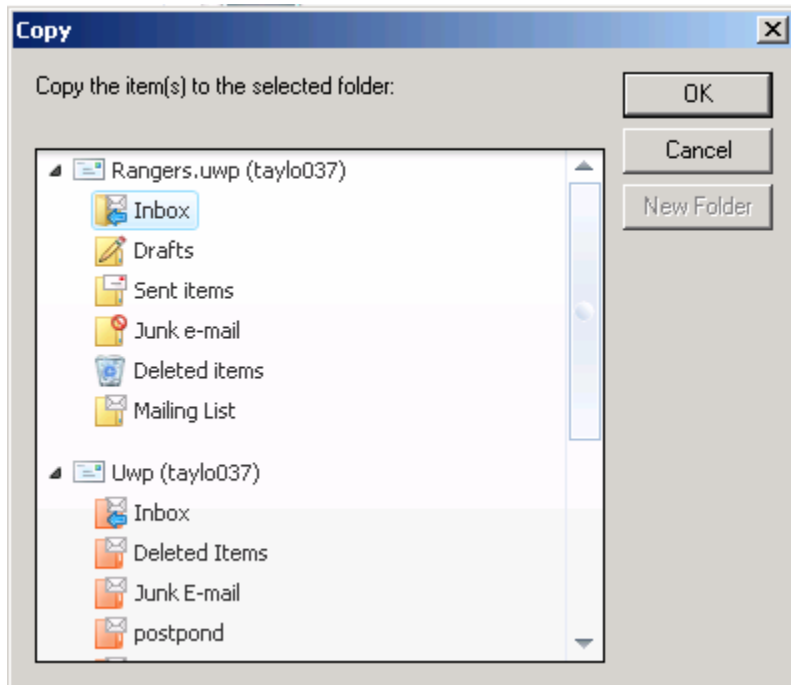 Copy
Copy the item(s) to the selected folder:
OK
Cancel
New Folder
Rangers.uwp (taylo037)
Inbox
Drafts
Sent items
Junk e-mail
Deleted items
Mailing List
Uwp (taylo037)
Inbox
Deleted Items
Junk E-mail
postpond